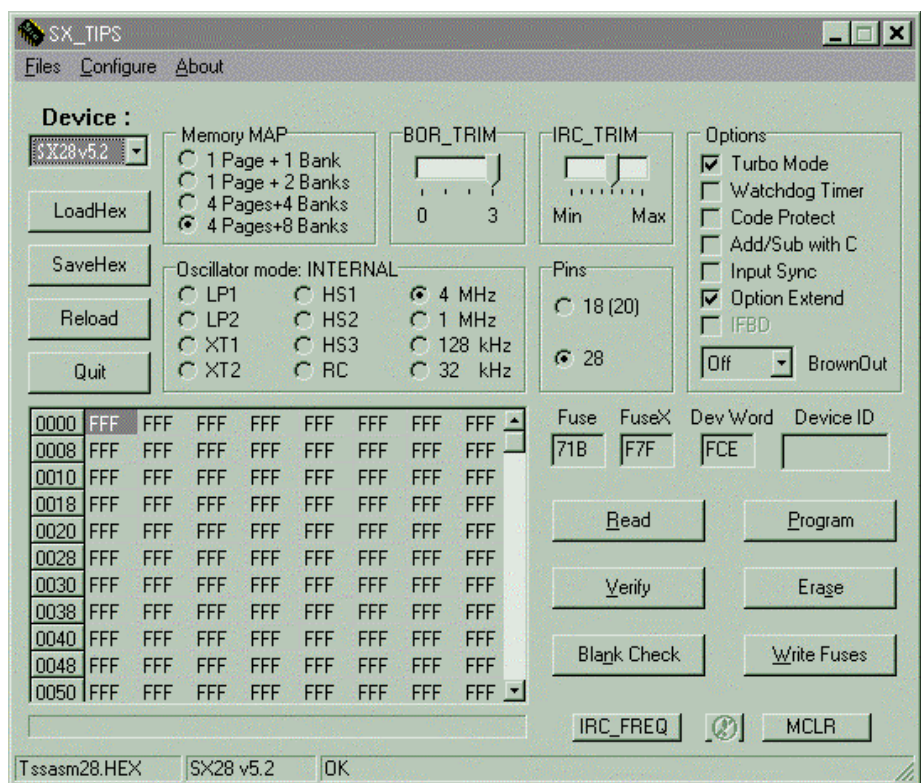 SX_TIPS
Files Configure About
Device :
SX28v5.2
LoadHex
SaveHex
Reload
Quit
Memory MAP
1 Page + 1 Bank
1 Page + 2 Banks
4 Pages+4 Banks
4 Pages+8 Banks
BOR_TRIM
0 3
IRC_TRIM
Min Max
Options
Turbo Mode
Watchdog Timer
Code Protect
Add/Sub with C
Input Sync
Option Extend
IFBD
Off BrownOut
Oscillator mode: INTERNAL
LP1 HS1 4 MHz
LP2 HS2 1 MHz
XT1 HS3 128 kHz
XT2 RC 32 kHz
Pins
18 (20)
28
0000 FFF FFF FFF FFF FFF FFF FFF FFF
0008 FFF FFF FFF FFF FFF FFF FFF FFF
0010 FFF FFF FFF FFF FFF FFF FFF FFF
0018 FFF FFF FFF FFF FFF FFF FFF FFF
0020 FFF FFF FFF FFF FFF FFF FFF FFF
0028 FFF FFF FFF FFF FFF FFF FFF FFF
0030 FFF FFF FFF FFF FFF FFF FFF FFF
0038 FFF FFF FFF FFF FFF FFF FFF FFF
0040 FFF FFF FFF FFF FFF FFF FFF FFF
0048 FFF FFF FFF FFF FFF FFF FFF FFF
0050 FFF FFF FFF FFF FFF FFF FFF FFF
Fuse FuseX Dev Word Device ID
71B F7F FCE
Read Program
Verify Erase
Blank Check Write Fuses
IRC_FREQ MCLR
Tssasm28.HEX SX28 v5.2 OK